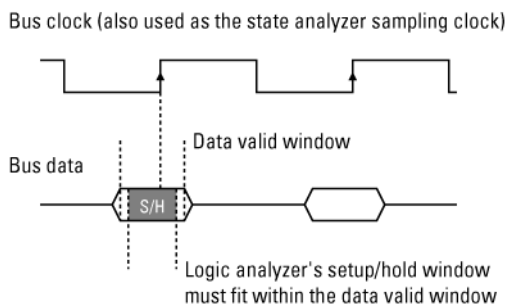 Bus clock (also used as the state analyzer sampling clock)
Data valid window
Bus data
S/H
Logic analyzer's setup/hold window
must fit within the data valid window